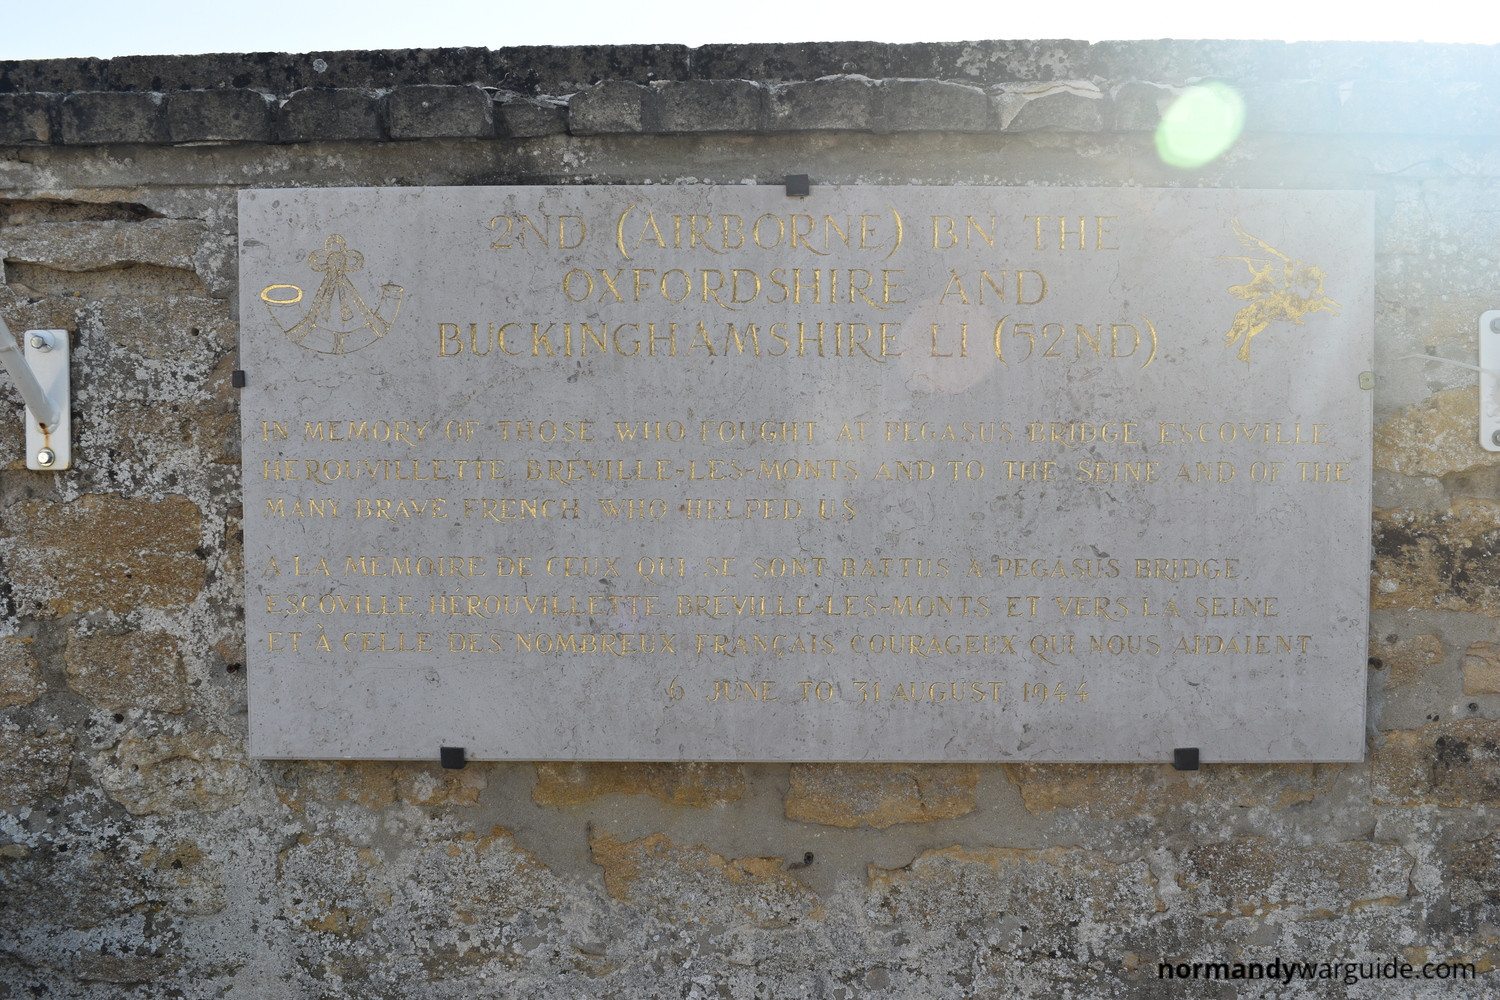 2ND (AIRBORNE) BN THE
OXFORDSHIRE AND
BUCKINGHAMSHIRE LI (52ND)
IN MEMORY OF THOSE WHO FOUGHT AT PEGASUS BRIDGE ESCOVILLE
HEROUVILLETTE BREVILLE-LES-MONTS AND TO THE SEINE AND OF THE
MANY BRAVE FRENCH WHO HELPED US
A LA MEMOIRE DE CEUX QUI SE SONT BATTUS A PEGASUS BRIDGE
ESCOVILLE HEROUVILLETTE BREVILLE-LES-MONTS ET VERS LA SEINE
ET À CELLE DES NOMBREUX FRANÇAIS COURAGEUX QUI NOUS AIDAIENT
6 JUNE TO 31 AUGUST 1944
normandywarguide.com